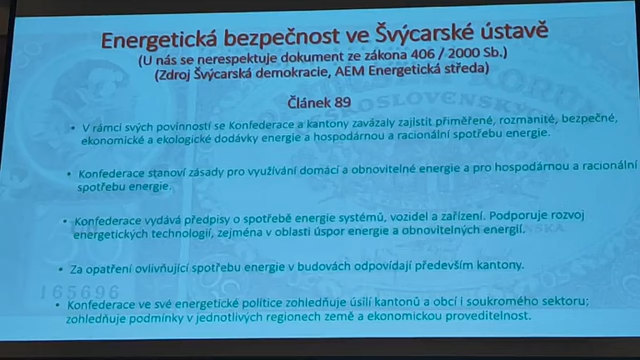 Energetická bezpečnost ve Švýcarské ústavě
(U nás se nerespektuje dokument ze zákona 406 / 2000 Sb.)
(Zdroj Švýcarská demokracie, AEM Energetická středa)
Článek 89
• V rámci svých povinností se Konfederace a kantony zavázaly zajistit přiměřené, rozmanité, bezpečné,
ekonomické a ekologické dodávky energie a hospodárnou a racionální spotřebu energie.
• Konfederace stanoví zásady pro využívání domácí a obnovitelné energie a pro hospodárnou a racionální
spotřebu energie.
• Konfederace vydává předpisy o spotřebě energie systémů, vozidel a zařízení. Podporuje rozvoj
energetických technologií, zejména v oblasti úspor energie a obnovitelných energií.
• Za opatření ovlivňující spotřebu energie v budovách odpovídají především kantony.
165696
• Konfederace ve své energetické politice zohledňuje úsilí kantonů a obcí i soukromého sektoru;
zohledňuje podmínky v jednotlivých regionech země a ekonomickou proveditelnost.